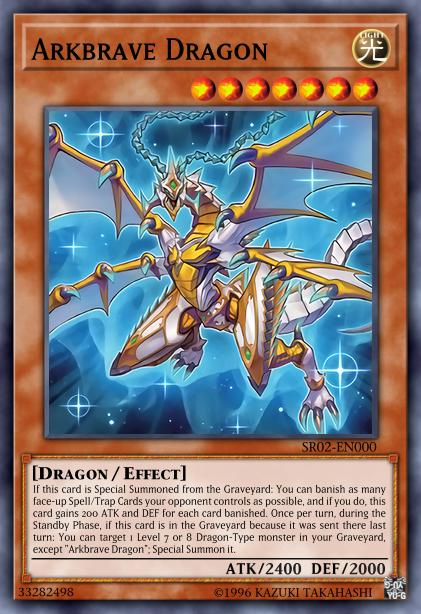 ARKBRAVE DRAGON
LIGHT
光
SR02-EN000
[DRAGON / EFFECT]
If this card is Special Summoned from the Graveyard: You can banish as many
face-up Spell/Trap Cards your opponent controls as possible, and if you do, this
card gains 200 ATK and DEF for each card banished. Once per turn, during the
Standby Phase, if this card is in the Graveyard because it was sent there last
turn: You can target 1 Level 7 or 8 Dragon-Type monster in your Graveyard,
except "Arkbrave Dragon"; Special Summon it.
ATK/2400 DEF/2000
33282498
©1996 KAZUKI TAKAHASHI